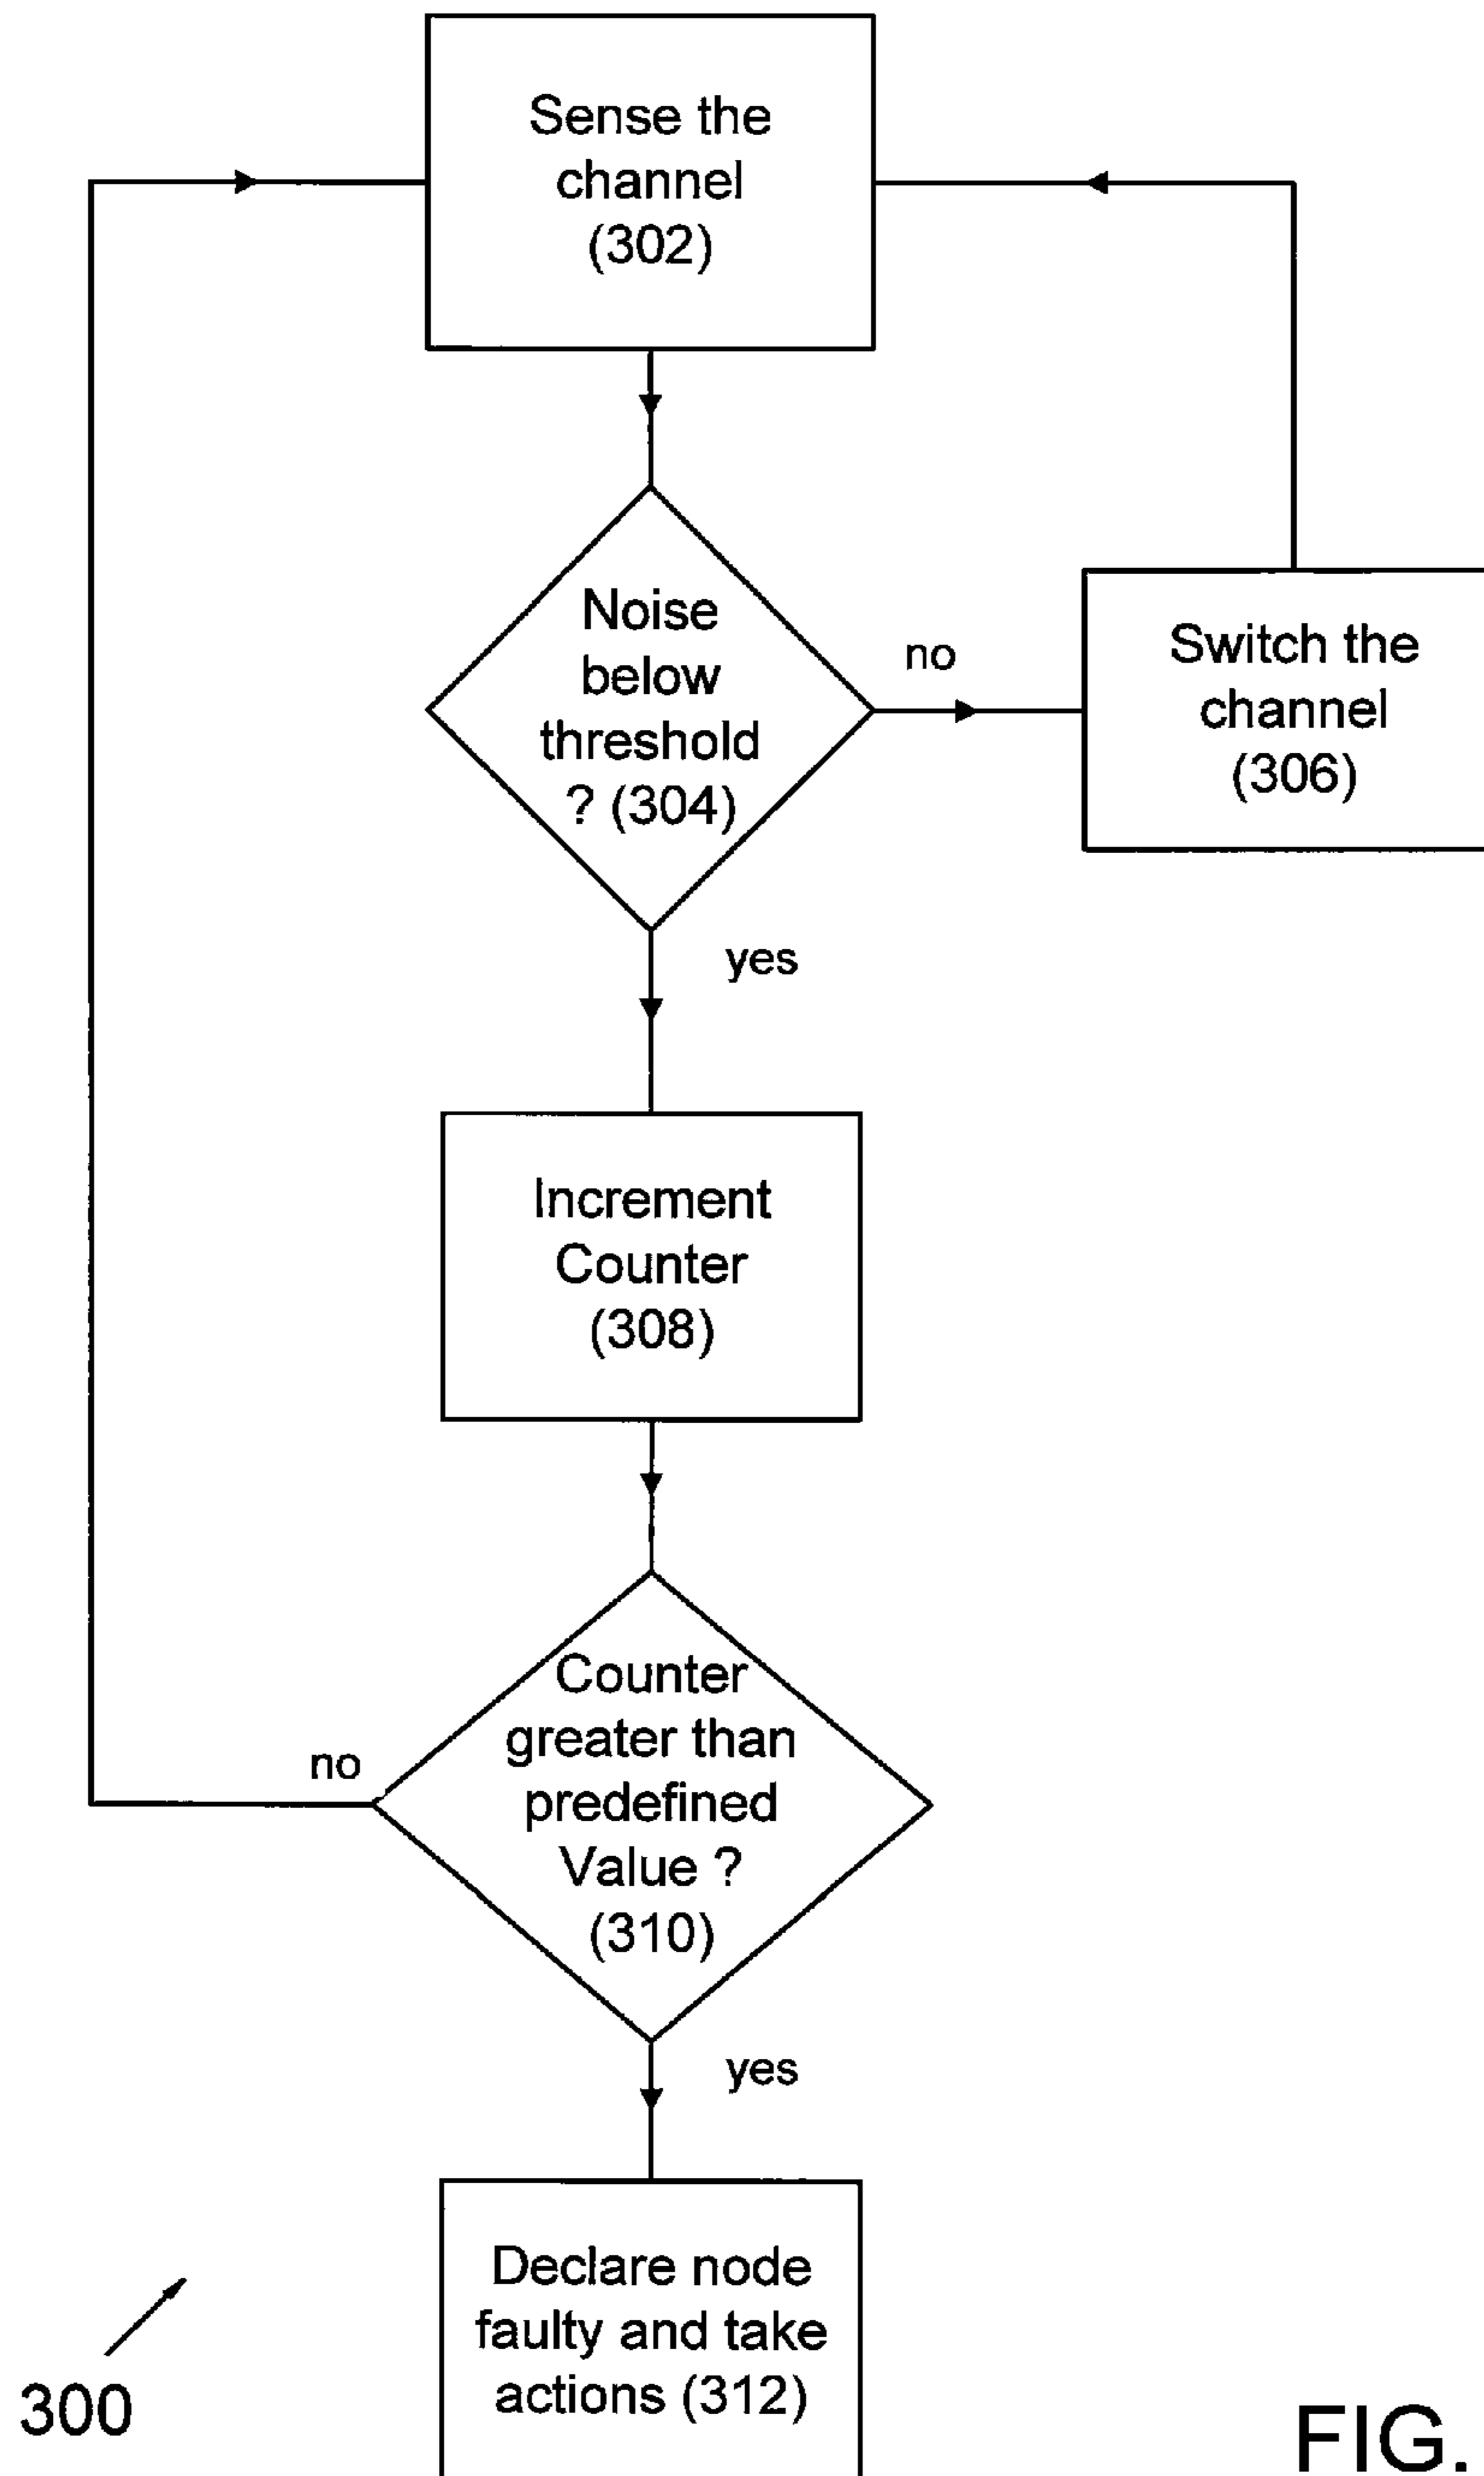 Sense the
channel
(302)
Noise
below
threshold
? (304)
no
Switch the
channel
(306)
yes
Increment
Counter
(308)
Counter
greater than
predefined
Value ?
(310)
no
yes
Declare node
faulty and take
actions (312)
300
FIG.